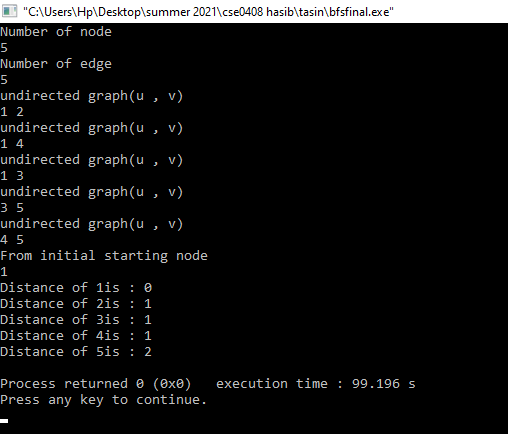 "C:\Users\Hp\Desktop\summer 2021\cse0408 hasib\tasin\bfsfinal.exe"
Number of node
5
Number of edge
5
undirected graph(u , v)
1 2
undirected graph(u , v)
1 4
undirected graph(u , v)
1 3
undirected graph(u , v)
3 5
undirected graph(u , v)
4 5
From initial starting node
1
Distance of 1is : 0
Distance of 2is : 1
Distance of 3is : 1
Distance of 4is : 1
Distance of 5is : 2
Process returned 0 (0x0)   execution time : 99.196 s
Press any key to continue.